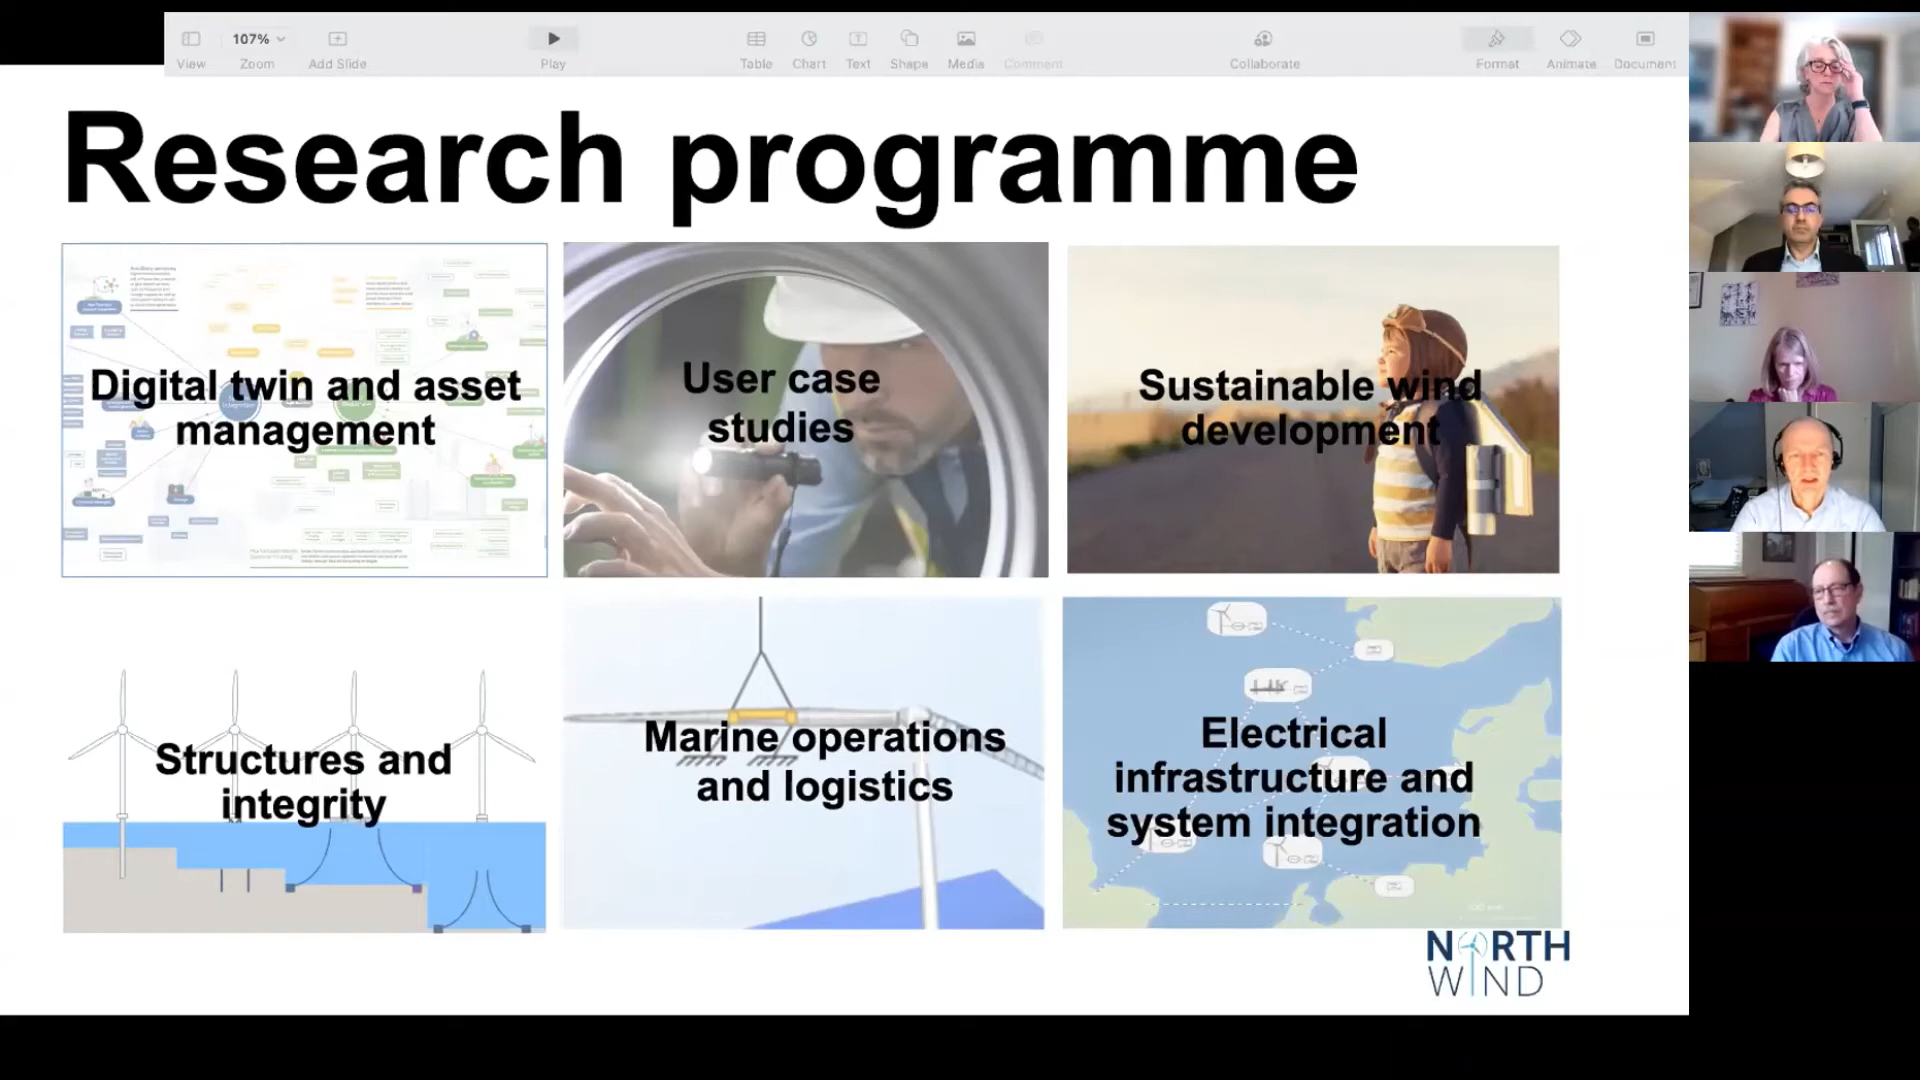 107%
View
Zoom
Add Slide
Play
Table
Chart
Text
Shape
Media
Comment
Collaborate
Format
Animate
Document
Research programme
Digital twin and asset
management
User case
studies
Sustainable wind
development
Structures and
integrity
Marine operations
and logistics
Electrical
infrastructure and
system integration
NORTH
WIND